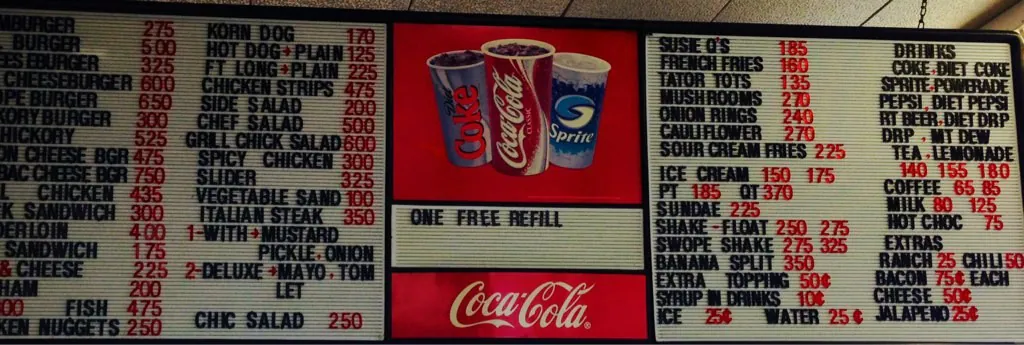 MBURGER 275
BURGER 500
ES EBURGER 325
CHEESEBURGER 600
OPE BURGER 650
KORY BURGER 300
HICKORY 525
ON CHEESE BGR 475
BAC CHEESE BGR 750
CHICKEN 435
K SANDWICH 300
DERLOIN 400
SANDWICH 175
& CHEESE 225
HAM 200
00 FISH 475
KEN NUGGETS 250
KORN DOG 170
HOT DOG PLAIN 125
FT LONG PLAIN 225
CHICKEN STRIPS 475
SIDE SALAD 200
CHEF SALAD 500
GRILL CHICK SALAD 600
SPICY CHICKEN 300
SLIDER 325
VEGETABLE SAND 100
ITALIAN STEAK 350
1-WITH MUSTARD
PICKLE, ONION
2-DELUXE MAYO, TOM
LET
CHIC SALAD 250
Coke
Coca-Cola
CLASSIC
Sprite
ONE FREE REFILL
Coca-Cola
SUSIE Q'S 185
FRENCH FRIES 160
TATOR TOTS 135
MUSHROOMS 270
ONION RINGS 240
CAULIFLOWER 270
SOUR CREAM FRIES 225
ICE CREAM 150 175
PT 185 QT 370
SUNDAE 225
SHAKE-FLOAT 250 275
SWOPE SHAKE 275 325
BANANA SPLIT 350
EXTRA TOPPING 50¢
SYRUP IN DRINKS 10¢
ICE 25¢ WATER 25¢
DRINKS
COKE, DIET COKE
SPRITE, POWERADE
PEPSI, DIET PEPSI
RT BEER, DIET DRP
DRP, MT DEW
TEA, LEMONADE
140 155 180
COFFEE 65 85
MILK 80 125
HOT CHOC 75
EXTRAS
RANCH 25 CHILI 50
BACON 75¢ EACH
CHEESE 50¢
JALAPENO 25¢